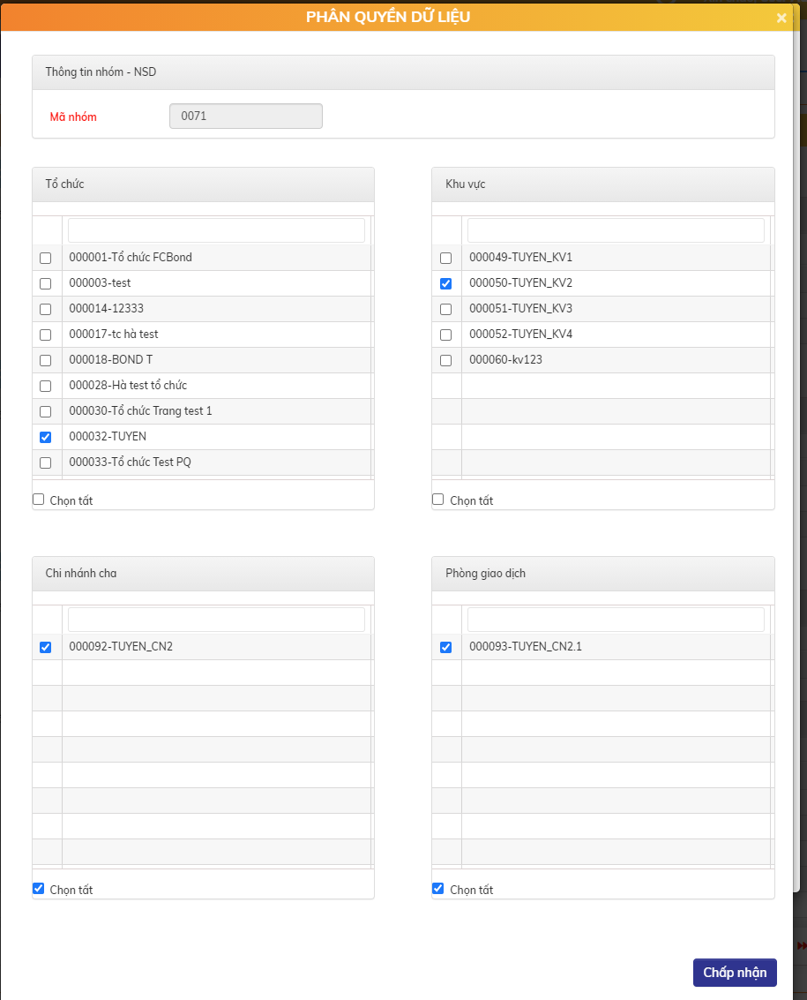 PHÂN QUYỀN DỮ LIỆU
Thông tin nhóm - NSD
Mã nhóm
0071
Tổ chức
000001-Tổ chức FCBond
000003-test
000014-12333
000017-tc hà test
000018-BOND T
000028-Hà test tổ chức
000030-Tổ chức Trang test 1
000032-TUYEN
000033-Tổ chức Test PQ
Chọn tất
Khu vực
000049-TUYEN_KV1
000050-TUYEN_KV2
000051-TUYEN_KV3
000052-TUYEN_KV4
000060-kv123
Chọn tất
Chi nhánh cha
000092-TUYEN_CN2
Chọn tất
Phòng giao dịch
000093-TUYEN_CN2.1
Chọn tất
Chấp nhận